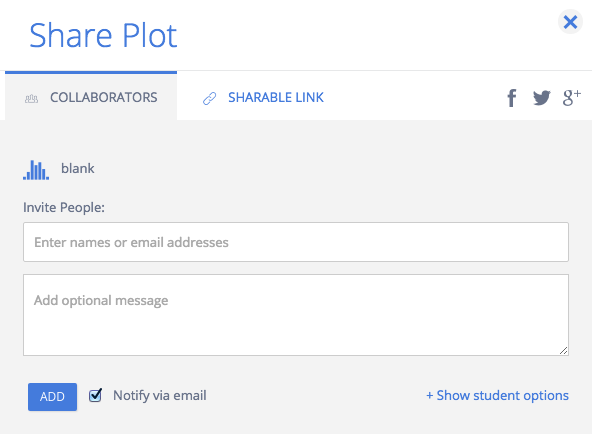 Share Plot
COLLABORATORS
SHARABLE LINK
blank
Invite People:
Enter names or email addresses
Add optional message
ADD
Notify via email
+ Show student options